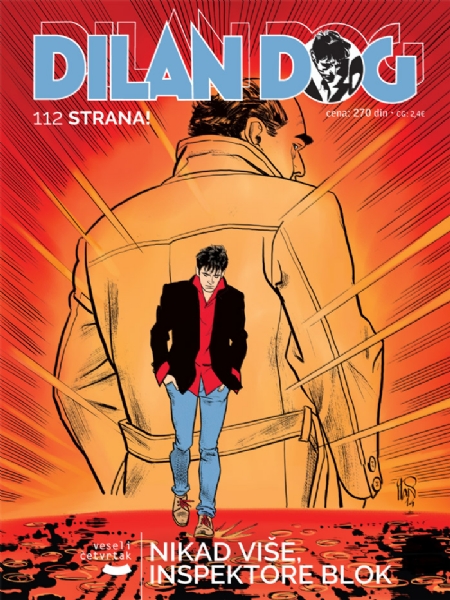 DILAN DOG
112 STRANA!
cena: 270 din • CG: 2,4€
veseli
četvrtak
NIKAD VIŠE,
INSPEKTORE BLOK